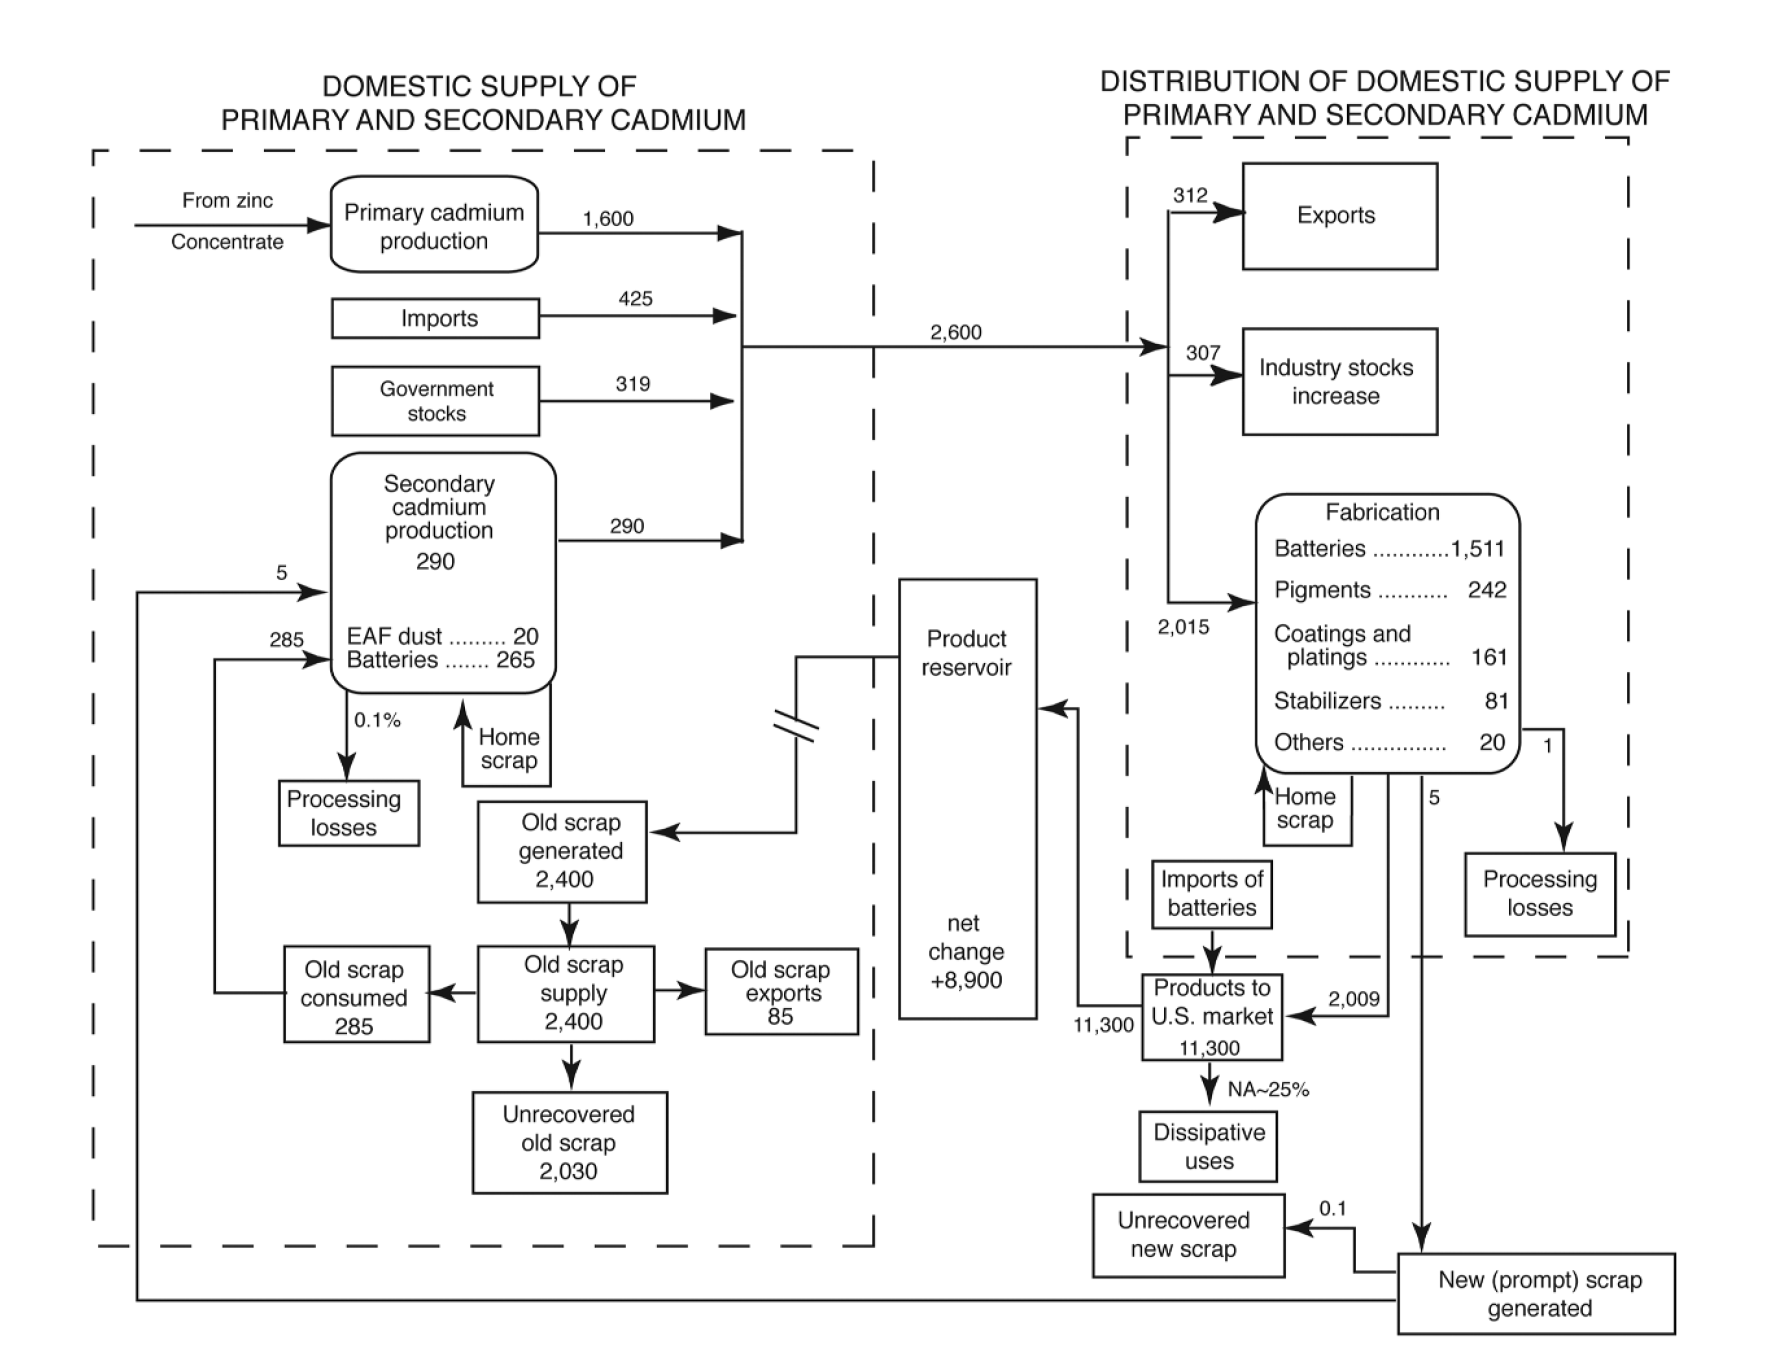 DOMESTIC SUPPLY OF
PRIMARY AND SECONDARY CADMIUM
DISTRIBUTION OF DOMESTIC SUPPLY OF
PRIMARY AND SECONDARY CADMIUM
From zinc
Concentrate
Primary cadmium
production
1,600
Imports
425
Government
stocks
319
Secondary
cadmium
production
290
EAF dust ......... 20
Batteries ....... 265
290
5
285
0.1%
Processing
losses
Home
scrap
Old scrap
generated
2,400
Old scrap
supply
2,400
Old scrap
consumed
285
Old scrap
exports
85
Unrecovered
old scrap
2,030
2,600
Product
reservoir
net
change
+8,900
312
Exports
307
Industry stocks
increase
2,015
Fabrication
Batteries ............1,511
Pigments ........... 242
Coatings and
platings ............ 161
Stabilizers ......... 81
Others ............... 20
1
5
Home
scrap
Processing
losses
Imports of
batteries
Products to
U.S. market
11,300
2,009
11,300
NA~25%
Dissipative
uses
Unrecovered
new scrap
0.1
New (prompt) scrap
generated